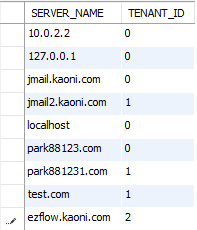 SERVER_NAME TENANT_ID
10.0.2.2 0
127.0.0.1 0
jmail.kaoni.com 0
jmail2.kaoni.com 1
localhost 0
park88123.com 0
park881231.com 1
test.com 1
ezflow.kaoni.com 2